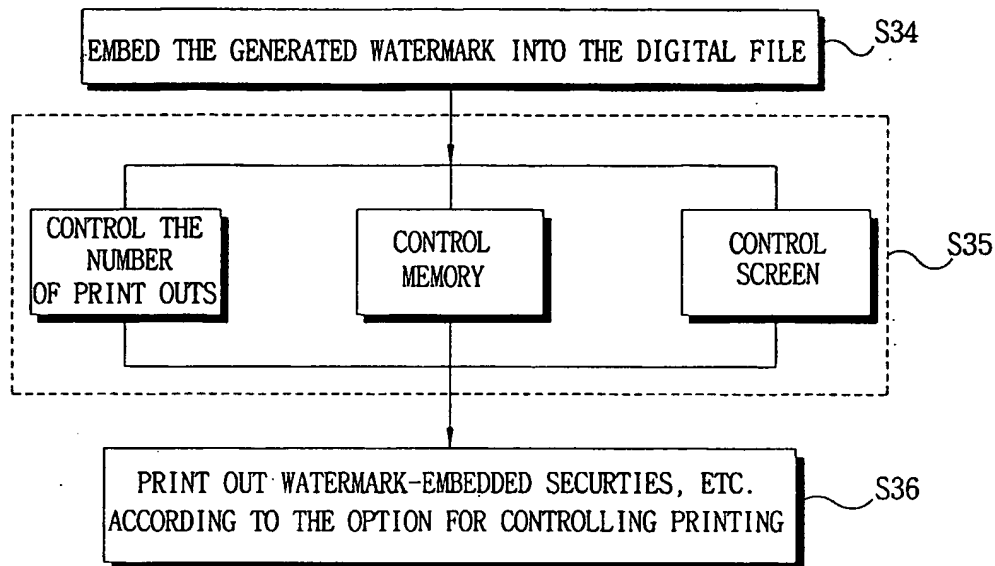 EMBED THE GENERATED WATERMARK INTO THE DIGITAL FILE
S34
CONTROL THE
NUMBER
OF PRINT OUTS
CONTROL
MEMORY
CONTROL
SCREEN
S35
PRINT OUT WATERMARK-EMBEDDED SECURTIES, ETC.
ACCORDING TO THE OPTION FOR CONTROLLING PRINTING
S36